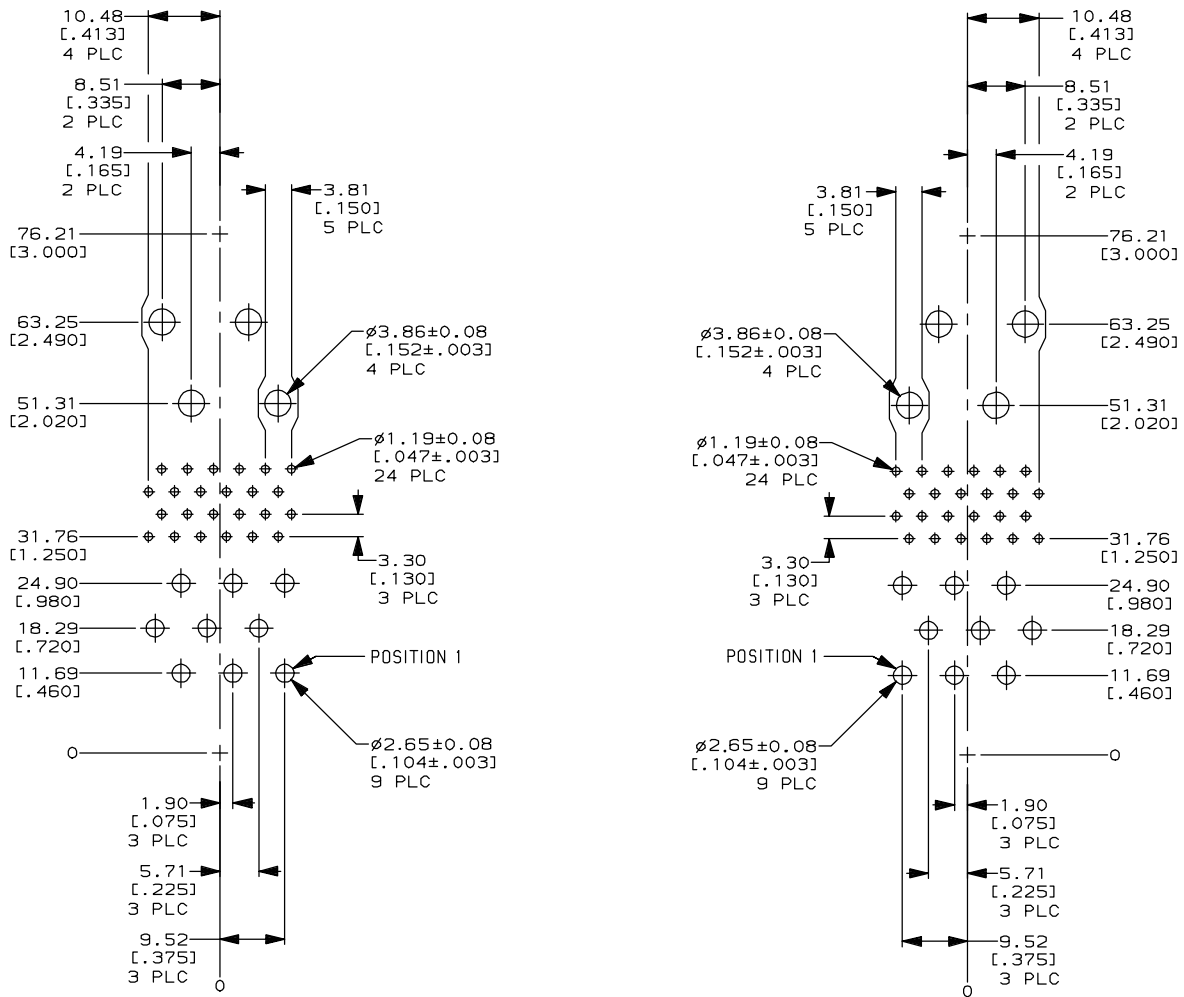 10.48
[.413]
4 PLC
8.51
[.335]
2 PLC
4.19
[.165]
2 PLC
3.81
[.150]
5 PLC
76.21
[3.000]
63.25
[2.490]
ø3.86±0.08
[.152±.003]
4 PLC
51.31
[2.020]
ø1.19±0.08
[.047±.003]
24 PLC
31.76
[1.250]
3.30
[.130]
3 PLC
24.90
[.980]
18.29
[.720]
POSITION 1
11.69
[.460]
ø2.65±0.08
[.104±.003]
9 PLC
0
1.90
[.075]
3 PLC
5.71
[.225]
3 PLC
9.52
[.375]
3 PLC
0
10.48
[.413]
4 PLC
8.51
[.335]
2 PLC
4.19
[.165]
2 PLC
3.81
[.150]
5 PLC
76.21
[3.000]
63.25
[2.490]
ø3.86±0.08
[.152±.003]
4 PLC
51.31
[2.020]
ø1.19±0.08
[.047±.003]
24 PLC
31.76
[1.250]
3.30
[.130]
3 PLC
24.90
[.980]
18.29
[.720]
POSITION 1
11.69
[.460]
ø2.65±0.08
[.104±.003]
9 PLC
0
1.90
[.075]
3 PLC
5.71
[.225]
3 PLC
9.52
[.375]
3 PLC
0